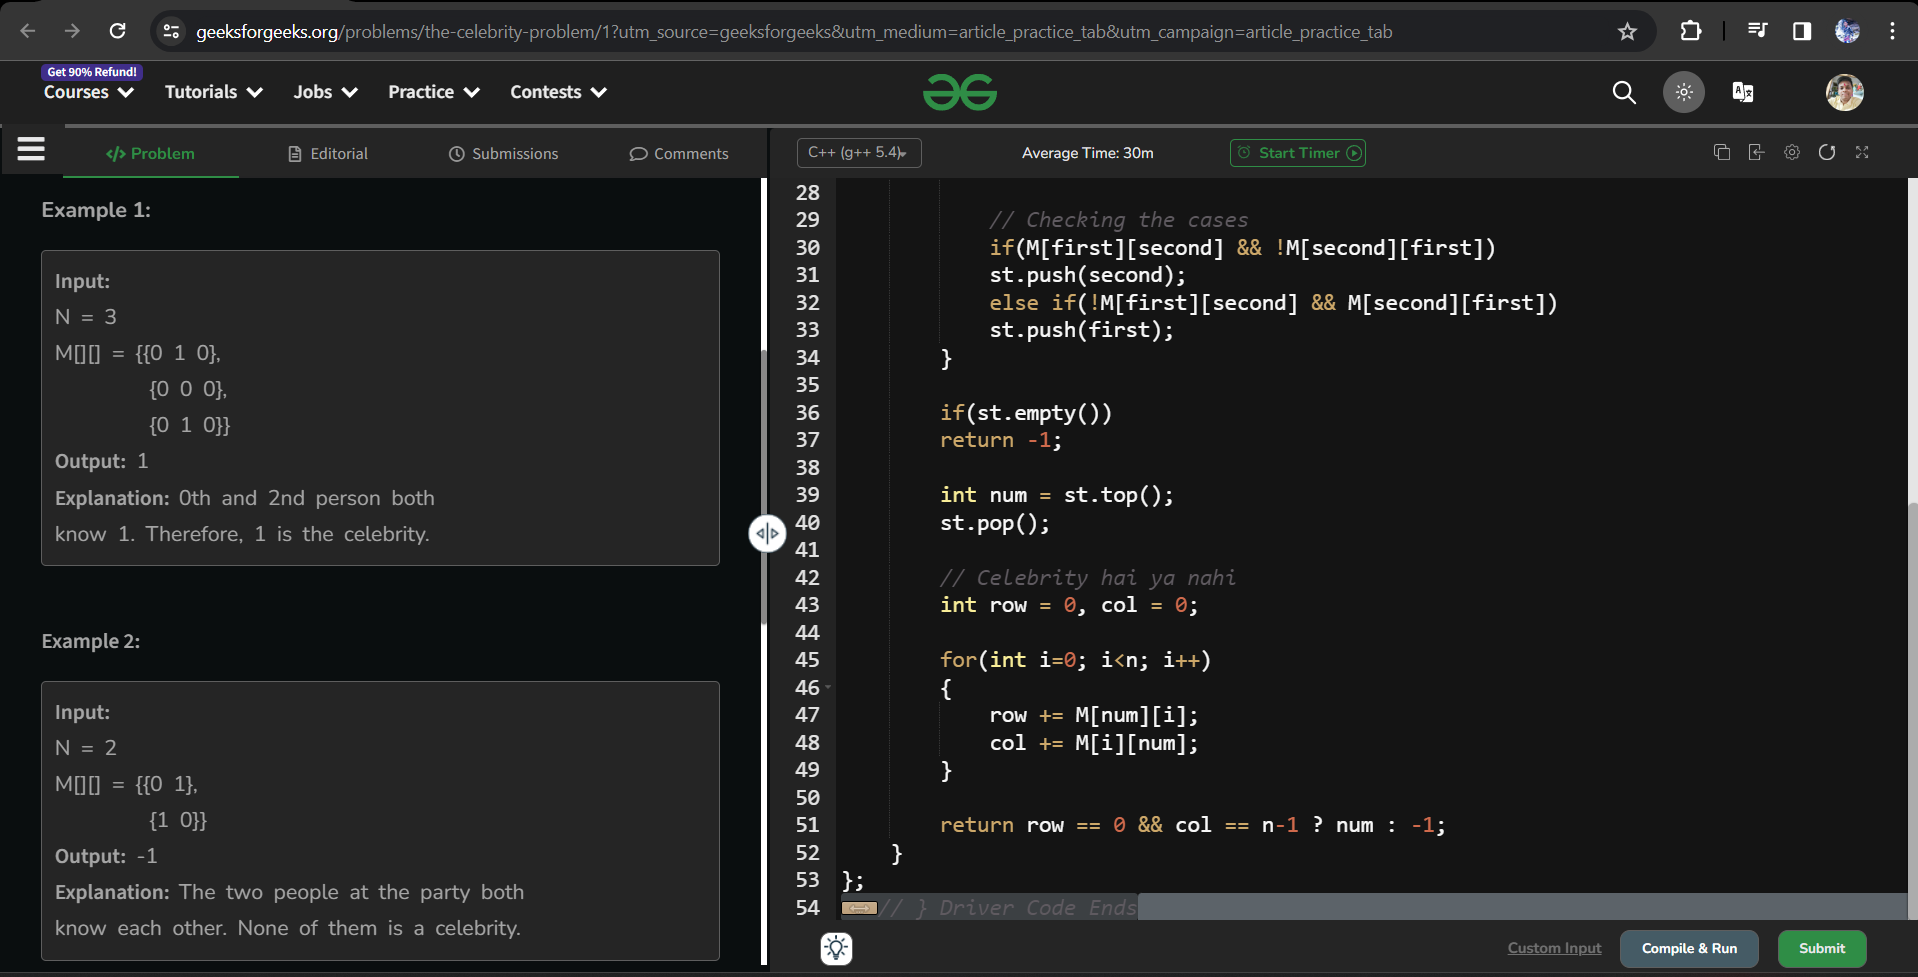 geeksforgeeks.org/problems/the-celebrity-problem/1?utm_source=geeksforgeeks&utm_medium=article_practice_tab&utm_campaign=article_practice_tab
Get 90% Refund!
Courses Tutorials Jobs Practice Contests
Problem Editorial Submissions Comments
Example 1:
Input:
N = 3
M[][] = {{0 1 0},
{0 0 0},
{0 1 0}}
Output: 1
Explanation: 0th and 2nd person both
know 1. Therefore, 1 is the celebrity.
Example 2:
Input:
N = 2
M[][] = {{0 1},
{1 0}}
Output: -1
Explanation: The two people at the party both
know each other. None of them is a celebrity.
C++ (g++ 5.4) Average Time: 30m Start Timer
28
29 // Checking the cases
30 if(M[first][second] && !M[second][first])
31 st.push(second);
32 else if(!M[first][second] && M[second][first])
33 st.push(first);
34 }
35
36 if(st.empty())
37 return -1;
38
39 int num = st.top();
40 st.pop();
41
42 // Celebrity hai ya nahi
43 int row = 0, col = 0;
44
45 for(int i=0; i<n; i++)
46 {
47 row += M[num][i];
48 col += M[i][num];
49 }
50
51 return row == 0 && col == n-1 ? num : -1;
52 }
53 };
54 // } Driver Code Ends
Custom Input Compile & Run Submit